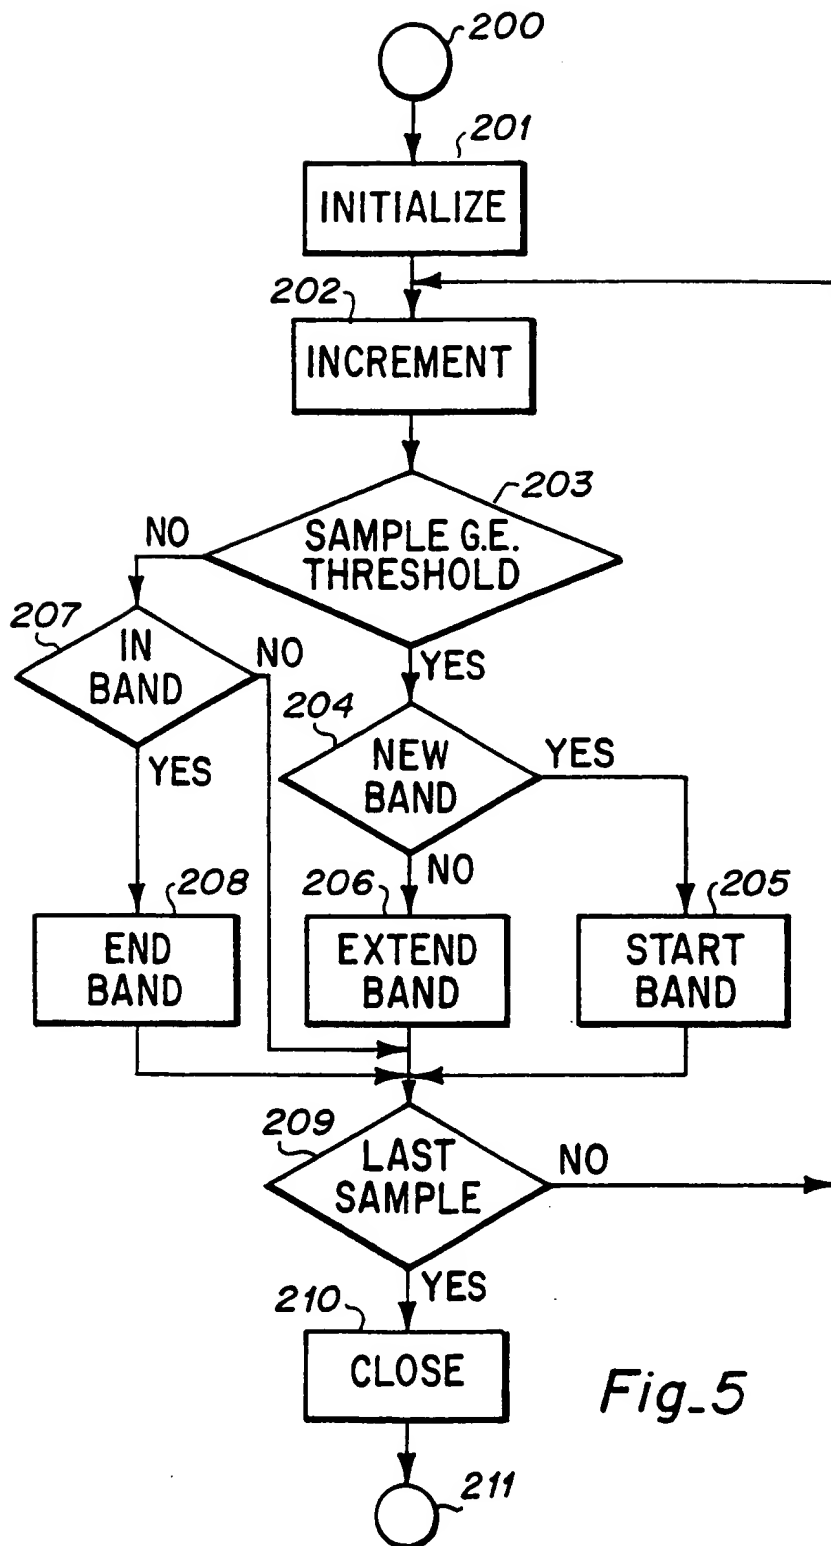 200
201
INITIALIZE
202
INCREMENT
203
SAMPLE G.E.
THRESHOLD
NO
YES
207
IN
BAND
NO
YES
204
NEW
BAND
YES
NO
208
END
BAND
206
EXTEND
BAND
205
START
BAND
209
LAST
SAMPLE
NO
YES
210
CLOSE
211
Fig_5